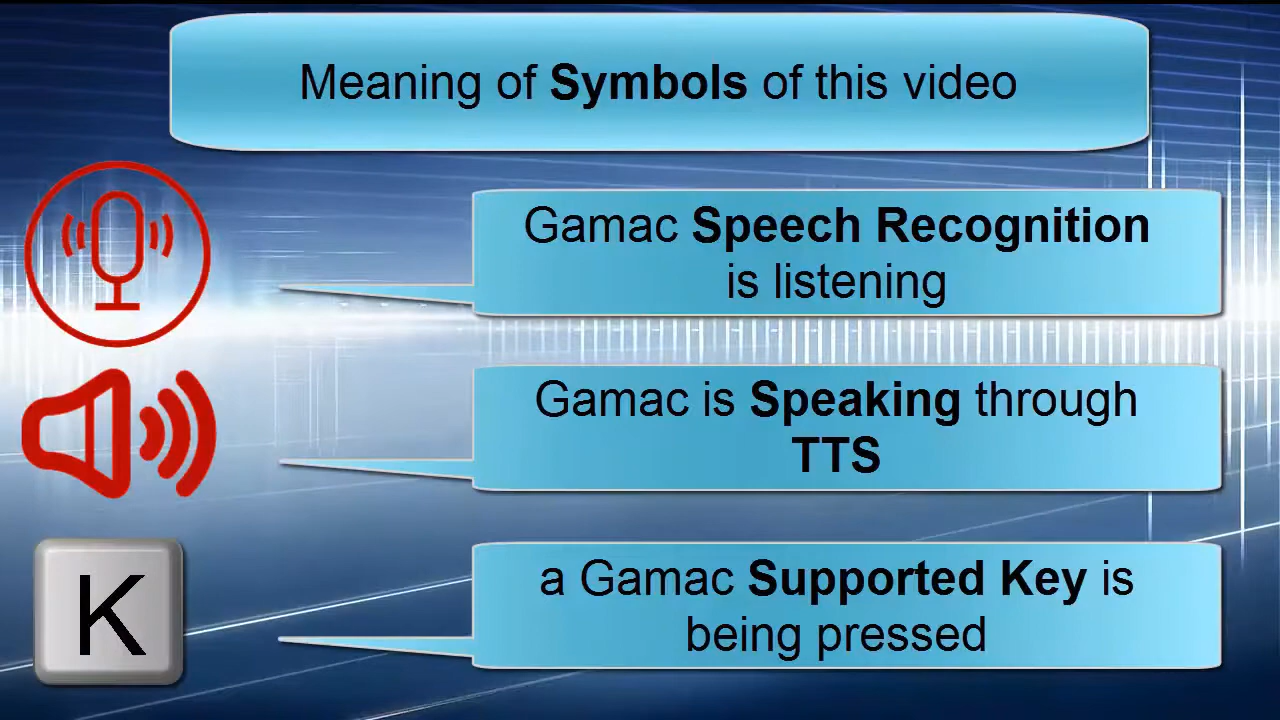 Meaning of Symbols of this video
Gamac Speech Recognition
is listening
Gamac is Speaking through
TTS
K
a Gamac Supported Key is
being pressed